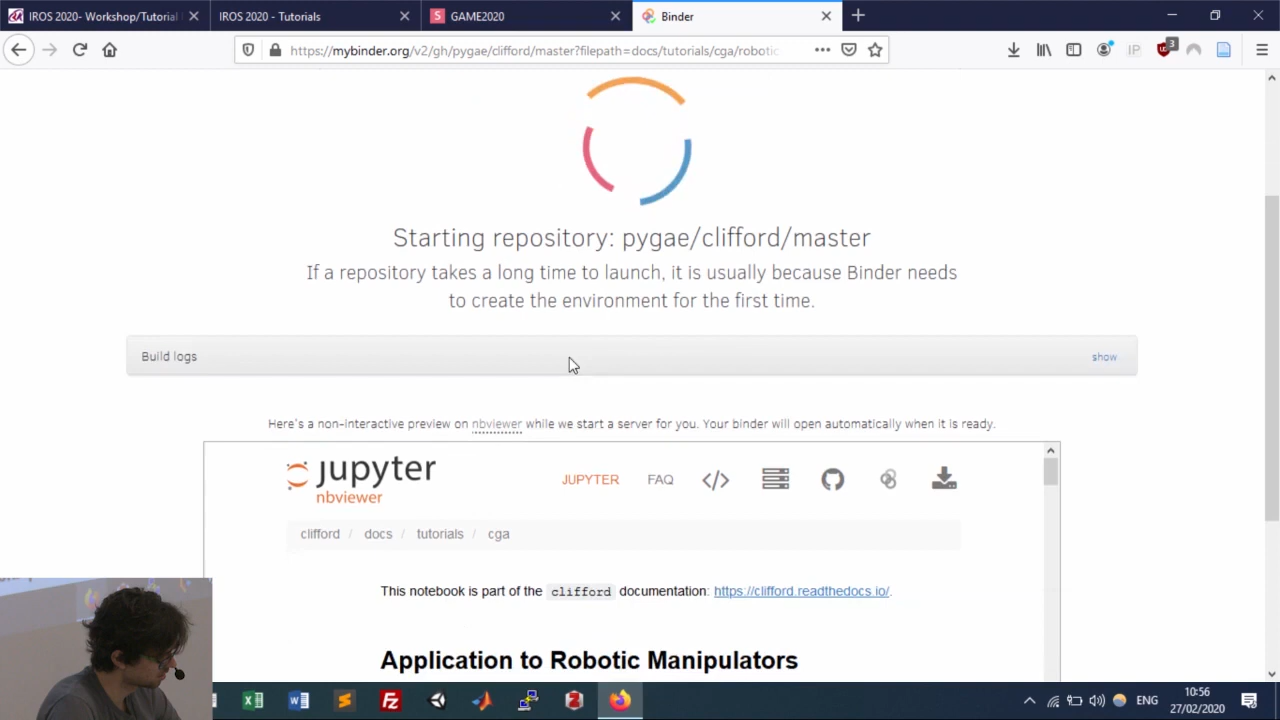 IROS 2020- Workshop/Tutorial
IROS 2020 - Tutorials
GAME2020
Binder
https://mybinder.org/v2/gh/pygae/clifford/master?filepath=docs/tutorials/cga/robotic
IP
3
Starting repository: pygae/clifford/master
If a repository takes a long time to launch, it is usually because Binder needs
to create the environment for the first time.
Build logs
show
Here's a non-interactive preview on nbviewer while we start a server for you. Your binder will open automatically when it is ready.
jupyter
nbviewer
JUPYTER
FAQ
clifford / docs / tutorials / cga
This notebook is part of the clifford documentation: https://clifford.readthedocs.io/.
Application to Robotic Manipulators
ENG
10:56
27/02/2020